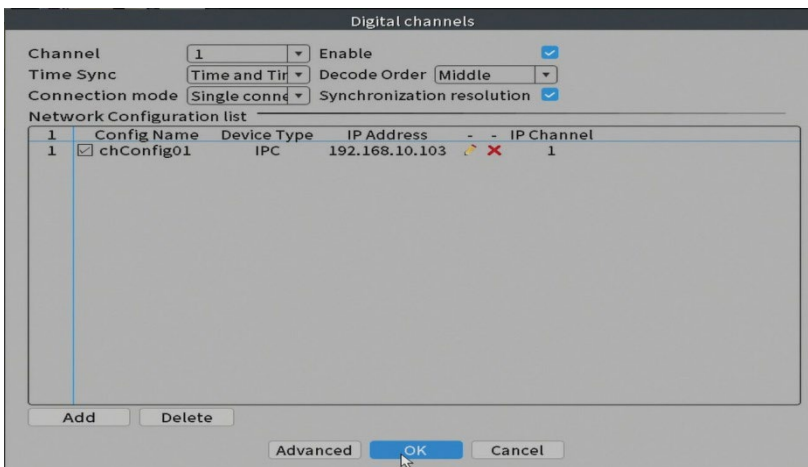 Digital channels
Channel 1 Enable
Time Sync Time and Tir Decode Order Middle
Connection mode Single conne Synchronization resolution
Network Configuration list
1 Config Name Device Type IP Address - - IP Channel
1 chConfig01 IPC 192.168.10.103 1
Add Delete
Advanced OK Cancel